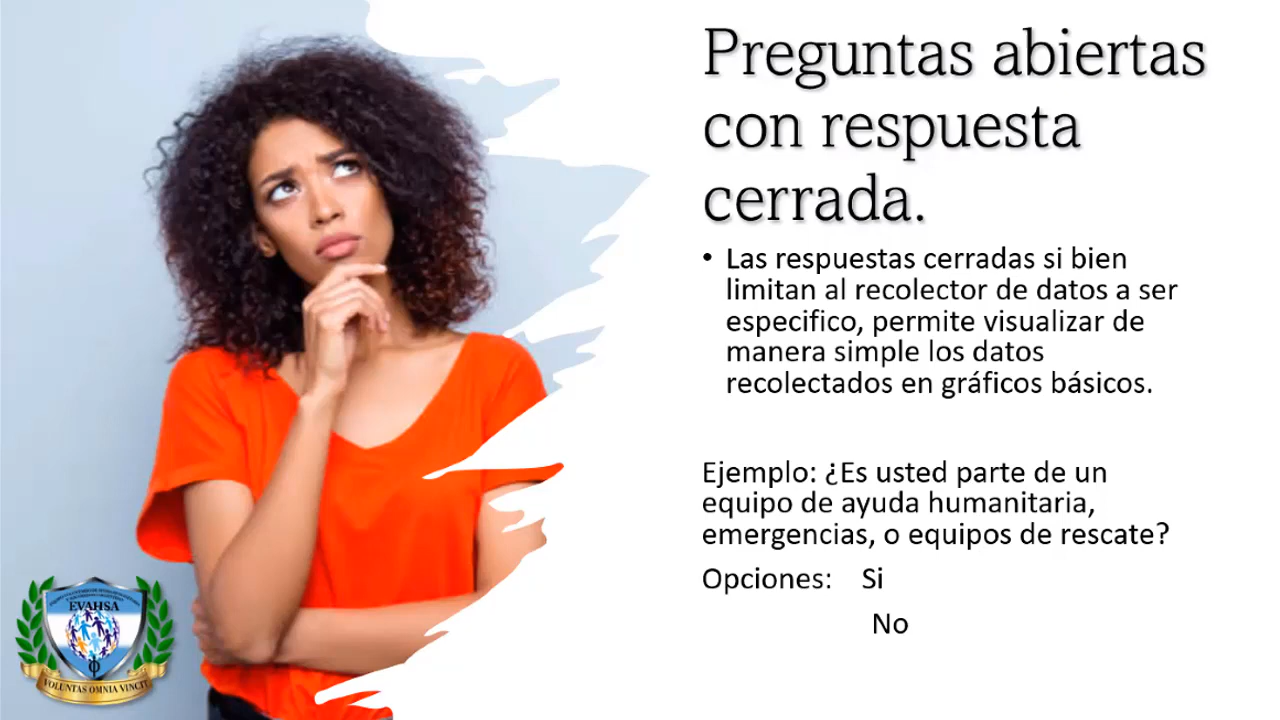 Preguntas abiertas
con respuesta
cerrada.
• Las respuestas cerradas si bien
limitan al recolector de datos a ser
especifico, permite visualizar de
manera simple los datos
recolectados en gráficos básicos.
Ejemplo: ¿Es usted parte de un
equipo de ayuda humanitaria,
emergencias, o equipos de rescate?
Opciones: Si
No
EVAHSA
VOLUNTAS OMNIA VINCIT